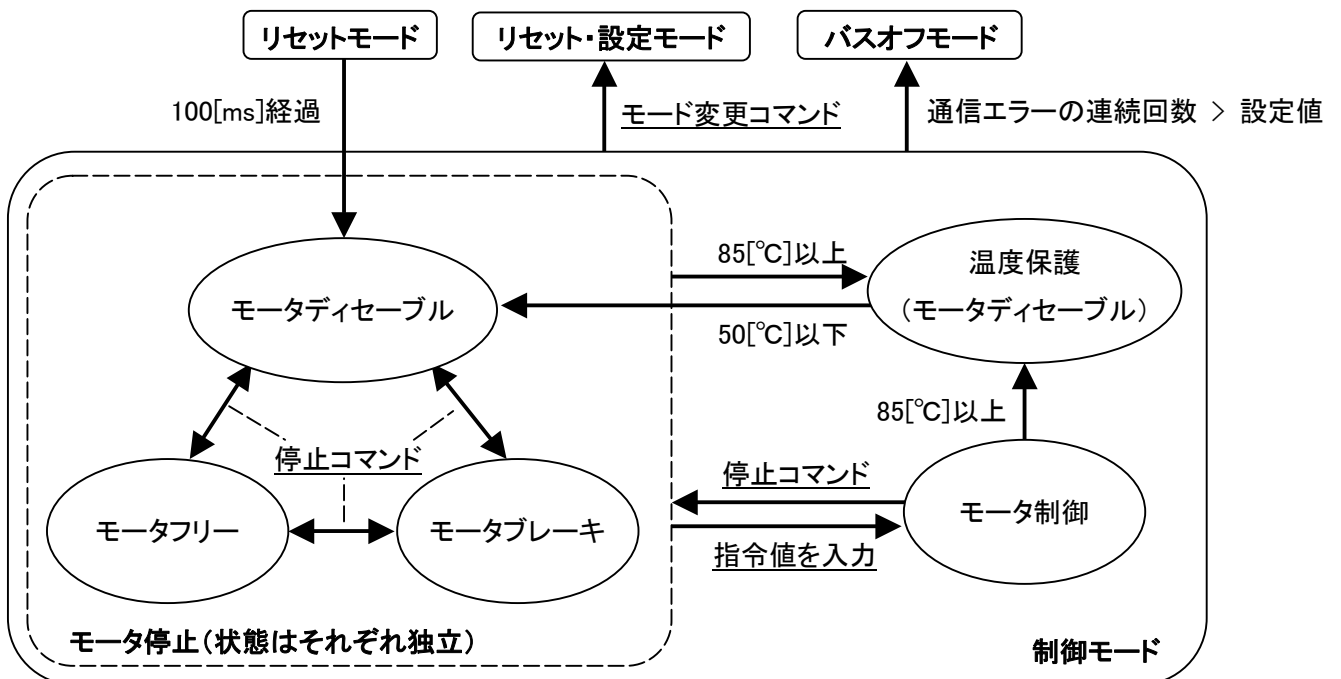 リセットモード
リセット・設定モード
バスオフモード
100[ms]経過
モード変更コマンド
通信エラーの連続回数 > 設定値
85[℃]以上
温度保護
(モータディセーブル)
モータディセーブル
50[℃]以下
85[℃]以上
停止コマンド
停止コマンド
モータフリー
モータブレーキ
モータ制御
指令値を入力
モータ停止(状態はそれぞれ独立)
制御モード